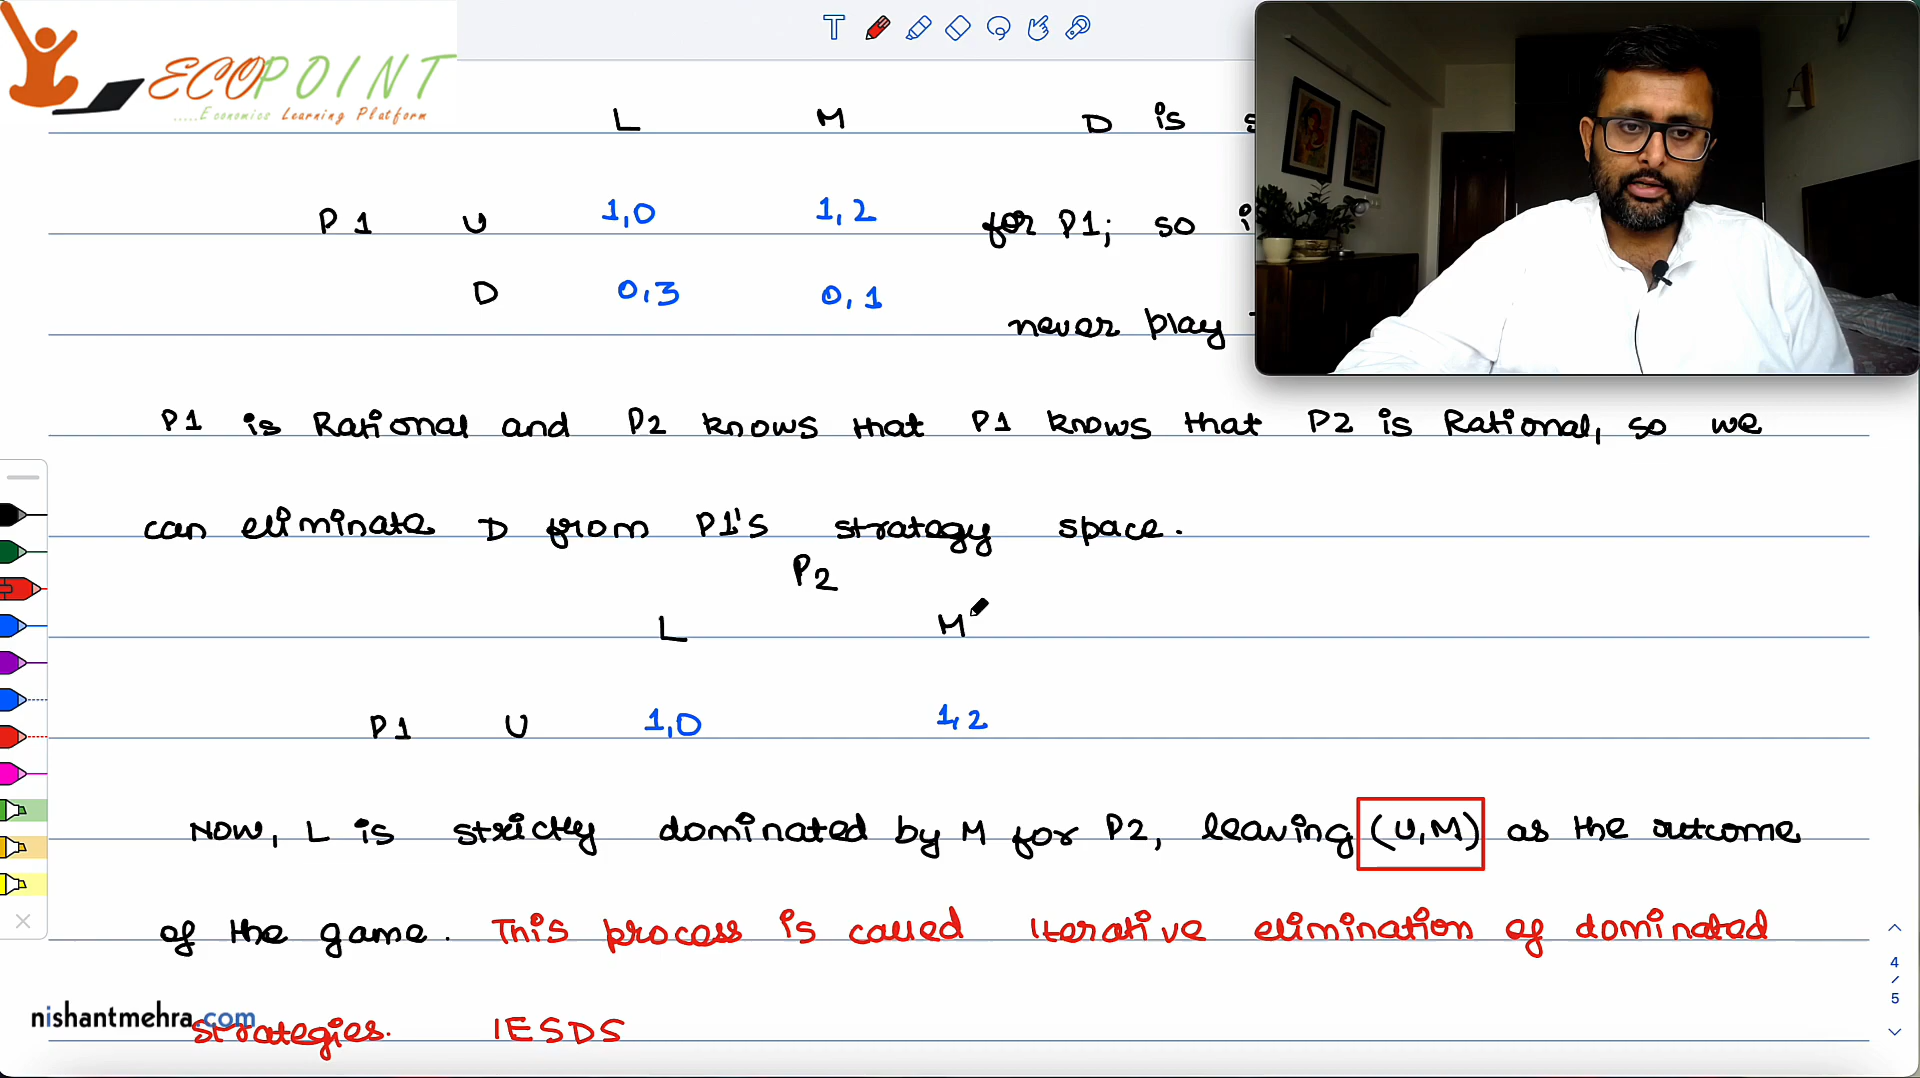 ECOPOINT
.....Economics Learning Platform
L M D is
P1 U 1,0 1,2 for P1; so
D 0,3 0,1
never play
P1 is Rational and P2 knows that P1 knows that P2 is Rational, so we
can eliminate D from P1's strategy space.
P2
L M
P1 U 1,0 1,2
Now, L is strictly dominated by M for P2, leaving (U,M) as the outcome
of the game. This process is called Iterative elimination of dominated
strategies. IESDS
nishantmehra.com
4
/
5